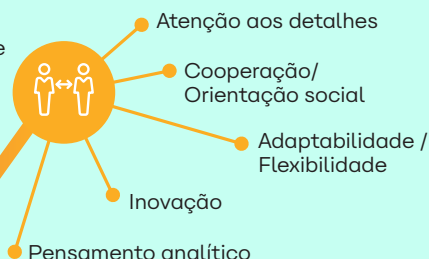 Atenção aos detalhes
e
Cooperação/
Orientação social
Adaptabilidade /
Flexibilidade
Inovação
Pensamento analítico